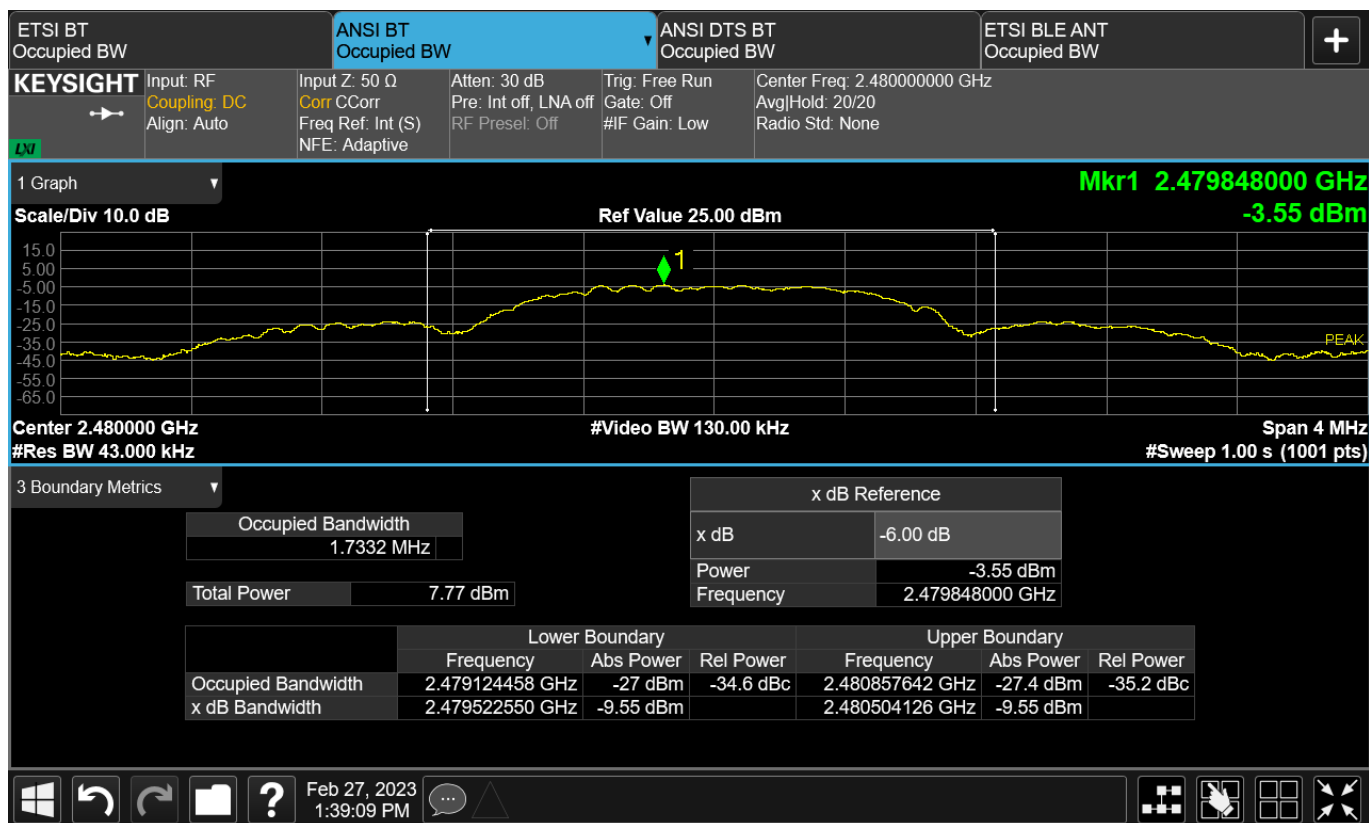 ETSI BT
Occupied BW
ANSI BT
Occupied BW
ANSI DTS BT
Occupied BW
ETSI BLE ANT
Occupied BW
KEYSIGHT
LXI
Input: RF
Coupling: DC
Align: Auto
Input Z: 50 Ω
Corr CCorr
Freq Ref: Int (S)
NFE: Adaptive
Atten: 30 dB
Pre: Int off, LNA off
RF Presel: Off
Trig: Free Run
Gate: Off
#IF Gain: Low
Center Freq: 2.480000000 GHz
Avg|Hold: 20/20
Radio Std: None
1 Graph
Mkr1 2.479848000 GHz
-3.55 dBm
Scale/Div 10.0 dB
Ref Value 25.00 dBm
15.0
5.00
-5.00
-15.0
-25.0
-35.0
-45.0
-55.0
-65.0
1
PEAK
Center 2.480000 GHz
#Video BW 130.00 kHz
Span 4 MHz
#Res BW 43.000 kHz
#Sweep 1.00 s (1001 pts)
3 Boundary Metrics
Occupied Bandwidth
1.7332 MHz
Total Power 7.77 dBm
x dB Reference
x dB -6.00 dB
Power -3.55 dBm
Frequency 2.479848000 GHz
Lower Boundary Upper Boundary
Frequency Abs Power Rel Power Frequency Abs Power Rel Power
Occupied Bandwidth 2.479124458 GHz -27 dBm -34.6 dBc 2.480857642 GHz -27.4 dBm -35.2 dBc
x dB Bandwidth 2.479522550 GHz -9.55 dBm 2.480504126 GHz -9.55 dBm
Feb 27, 2023
1:39:09 PM